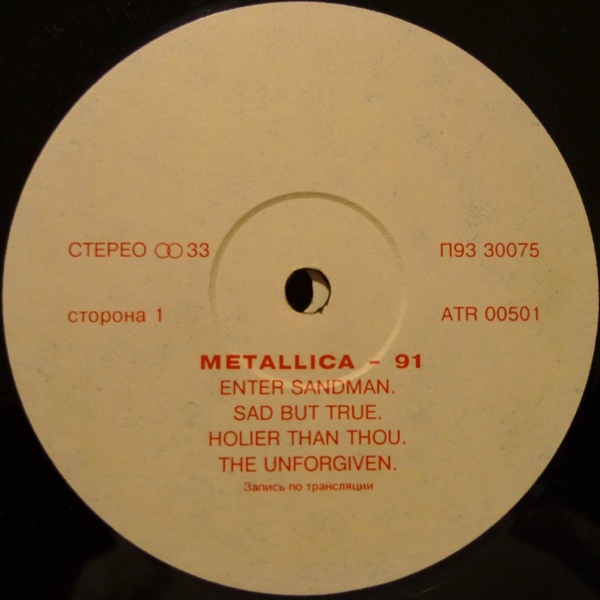 СТЕРЕО ꝏ 33
П93 30075
сторона 1
ATR 00501
METALLICA - 91
ENTER SANDMAN.
SAD BUT TRUE.
HOLIER THAN THOU.
THE UNFORGIVEN.
Запись по трансляции